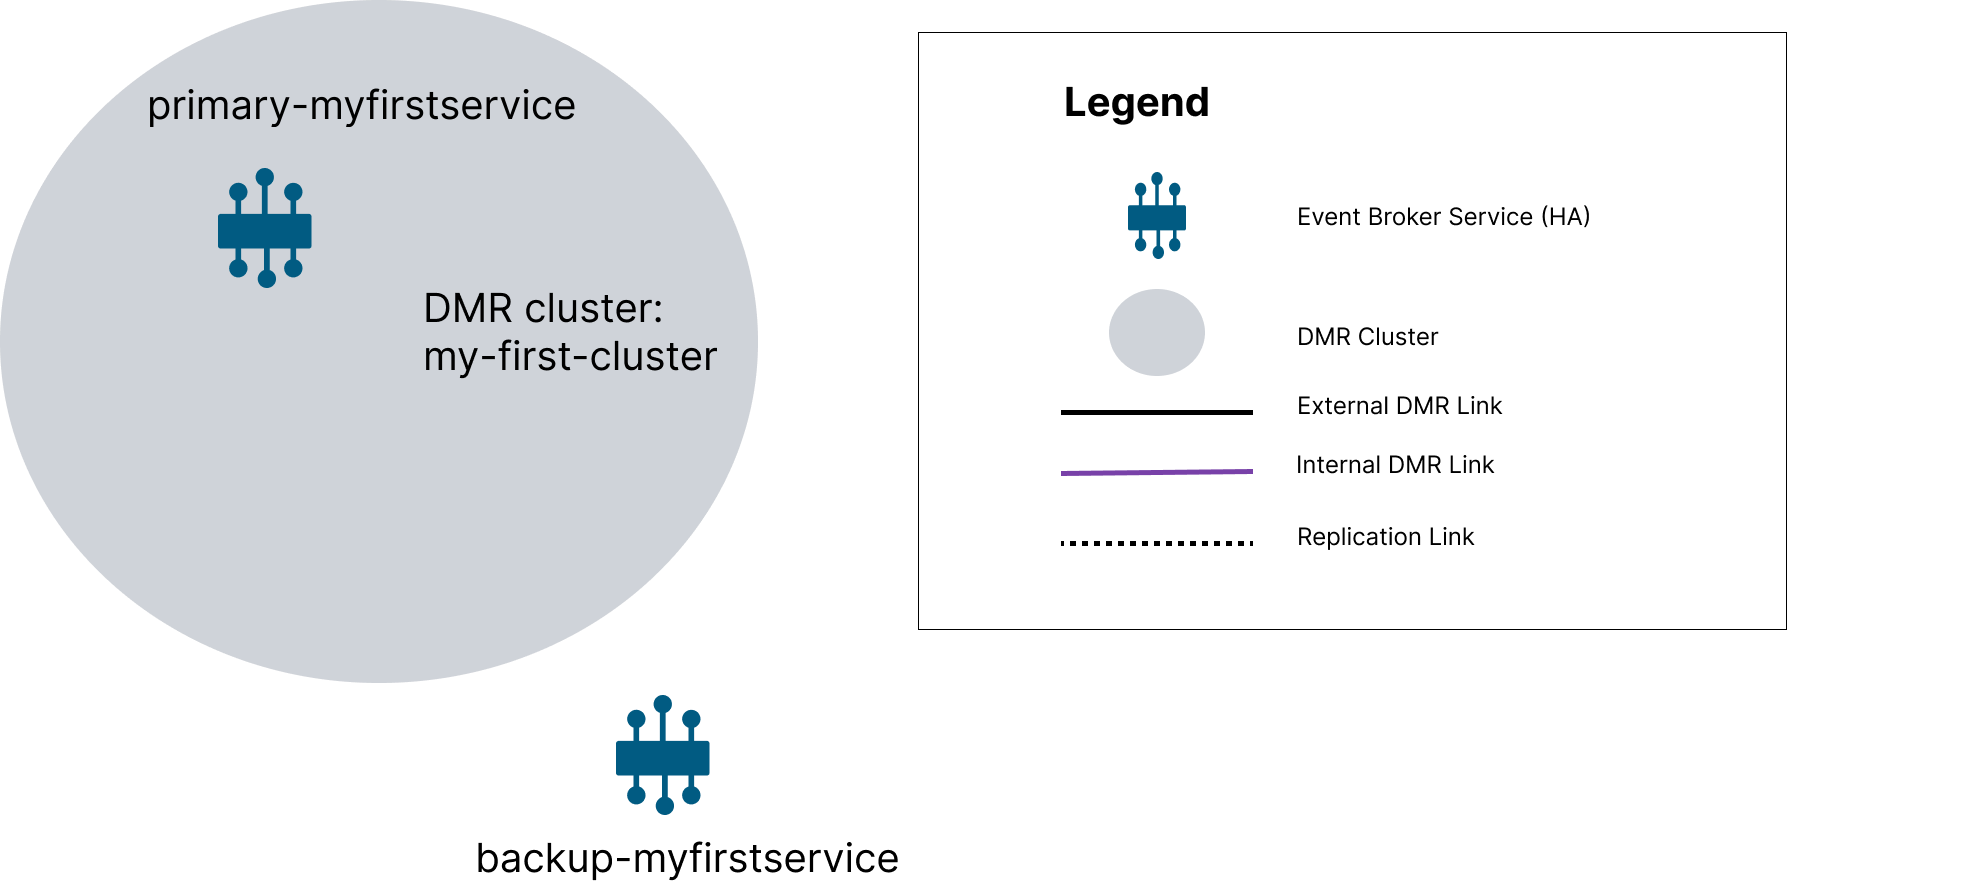 primary-myfirstservice
DMR cluster:
my-first-cluster
backup-myfirstservice
Legend
Event Broker Service (HA)
DMR Cluster
External DMR Link
Internal DMR Link
Replication Link